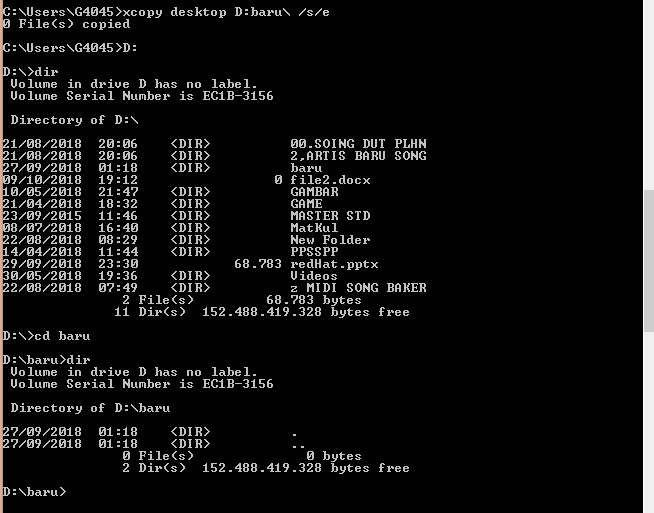 C:\Users\G4045>xcopy desktop D:baru\ /s/e
0 File(s) copied
C:\Users\G4045>D:
D:\>dir
Volume in drive D has no label.
Volume Serial Number is EC1B-3156
Directory of D:\
21/08/2018  20:06    <DIR>          00.SOING DUT PLHN
21/08/2018  20:06    <DIR>          2,ARTIS BARU SONG
27/09/2018  01:18    <DIR>          baru
09/10/2018  19:12                 0 file2.docx
10/05/2018  21:47    <DIR>          GAMBAR
21/04/2018  18:32    <DIR>          GAME
23/09/2015  11:46    <DIR>          MASTER STD
08/07/2018  16:40    <DIR>          MatKul
22/08/2018  08:29    <DIR>          New Folder
14/04/2018  11:44    <DIR>          PPSSPP
29/09/2018  23:30            68.783 redHat.pptx
30/05/2018  19:36    <DIR>          Videos
22/08/2018  07:49    <DIR>          z MIDI SONG BAKER
2 File(s)         68.783 bytes
11 Dir(s)  152.488.419.328 bytes free
D:\>cd baru
D:\baru>dir
Volume in drive D has no label.
Volume Serial Number is EC1B-3156
Directory of D:\baru
27/09/2018  01:18    <DIR>          .
27/09/2018  01:18    <DIR>          ..
0 File(s)              0 bytes
2 Dir(s)  152.488.419.328 bytes free
D:\baru>